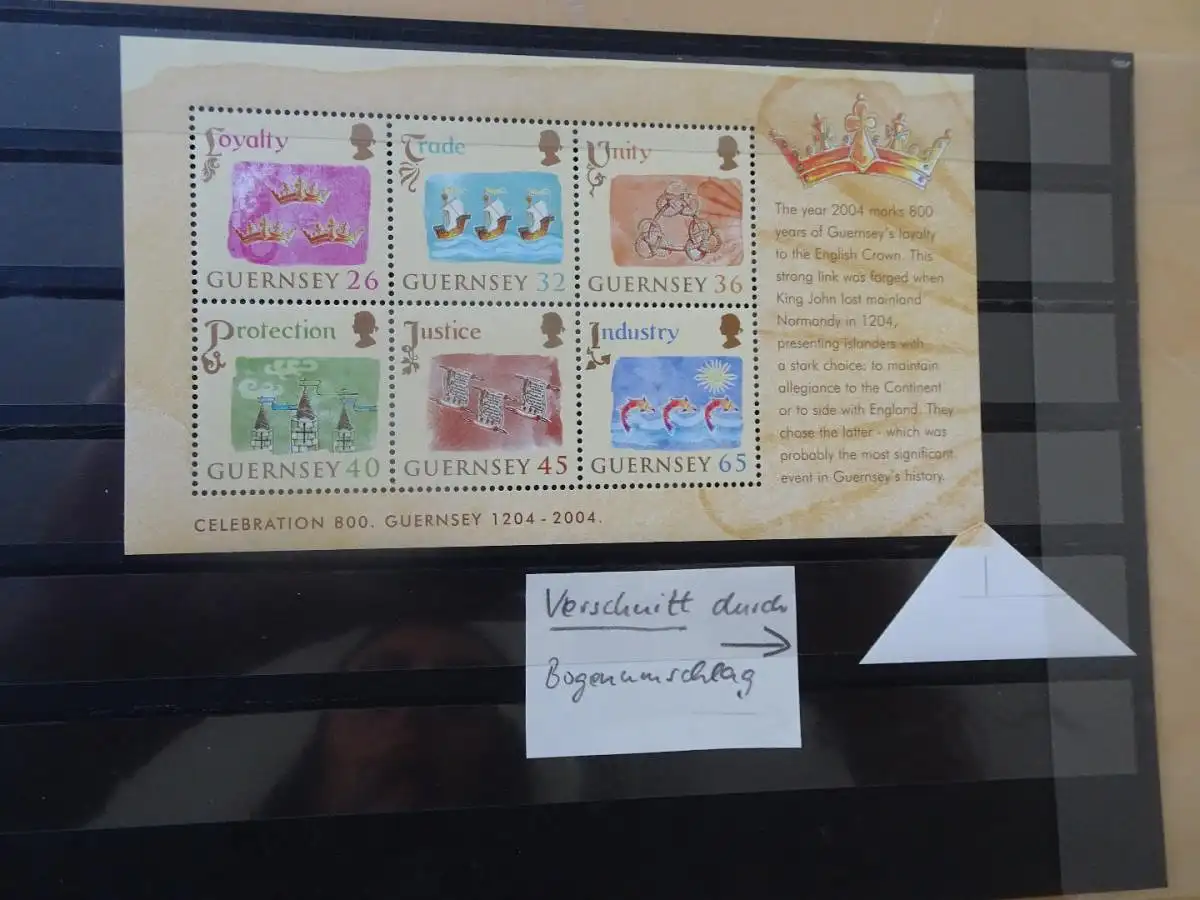 Loyalty
GUERNSEY 26
Trade
GUERNSEY 32
Unity
GUERNSEY 36
Protection
GUERNSEY 40
Justice
GUERNSEY 45
Industry
GUERNSEY 65
The year 2004 marks 800
years of Guernsey's loyalty
to the English Crown. This
strong link was forged when
King John lost mainland
Normandy in 1204,
presenting islanders with
a stark choice: to maintain
allegiance to the Continent
or to side with England. They
chose the latter - which was
probably the most significant
event in Guernsey's history.
CELEBRATION 800. GUERNSEY 1204 - 2004.
Verschnitt durch
Bogenumschlag